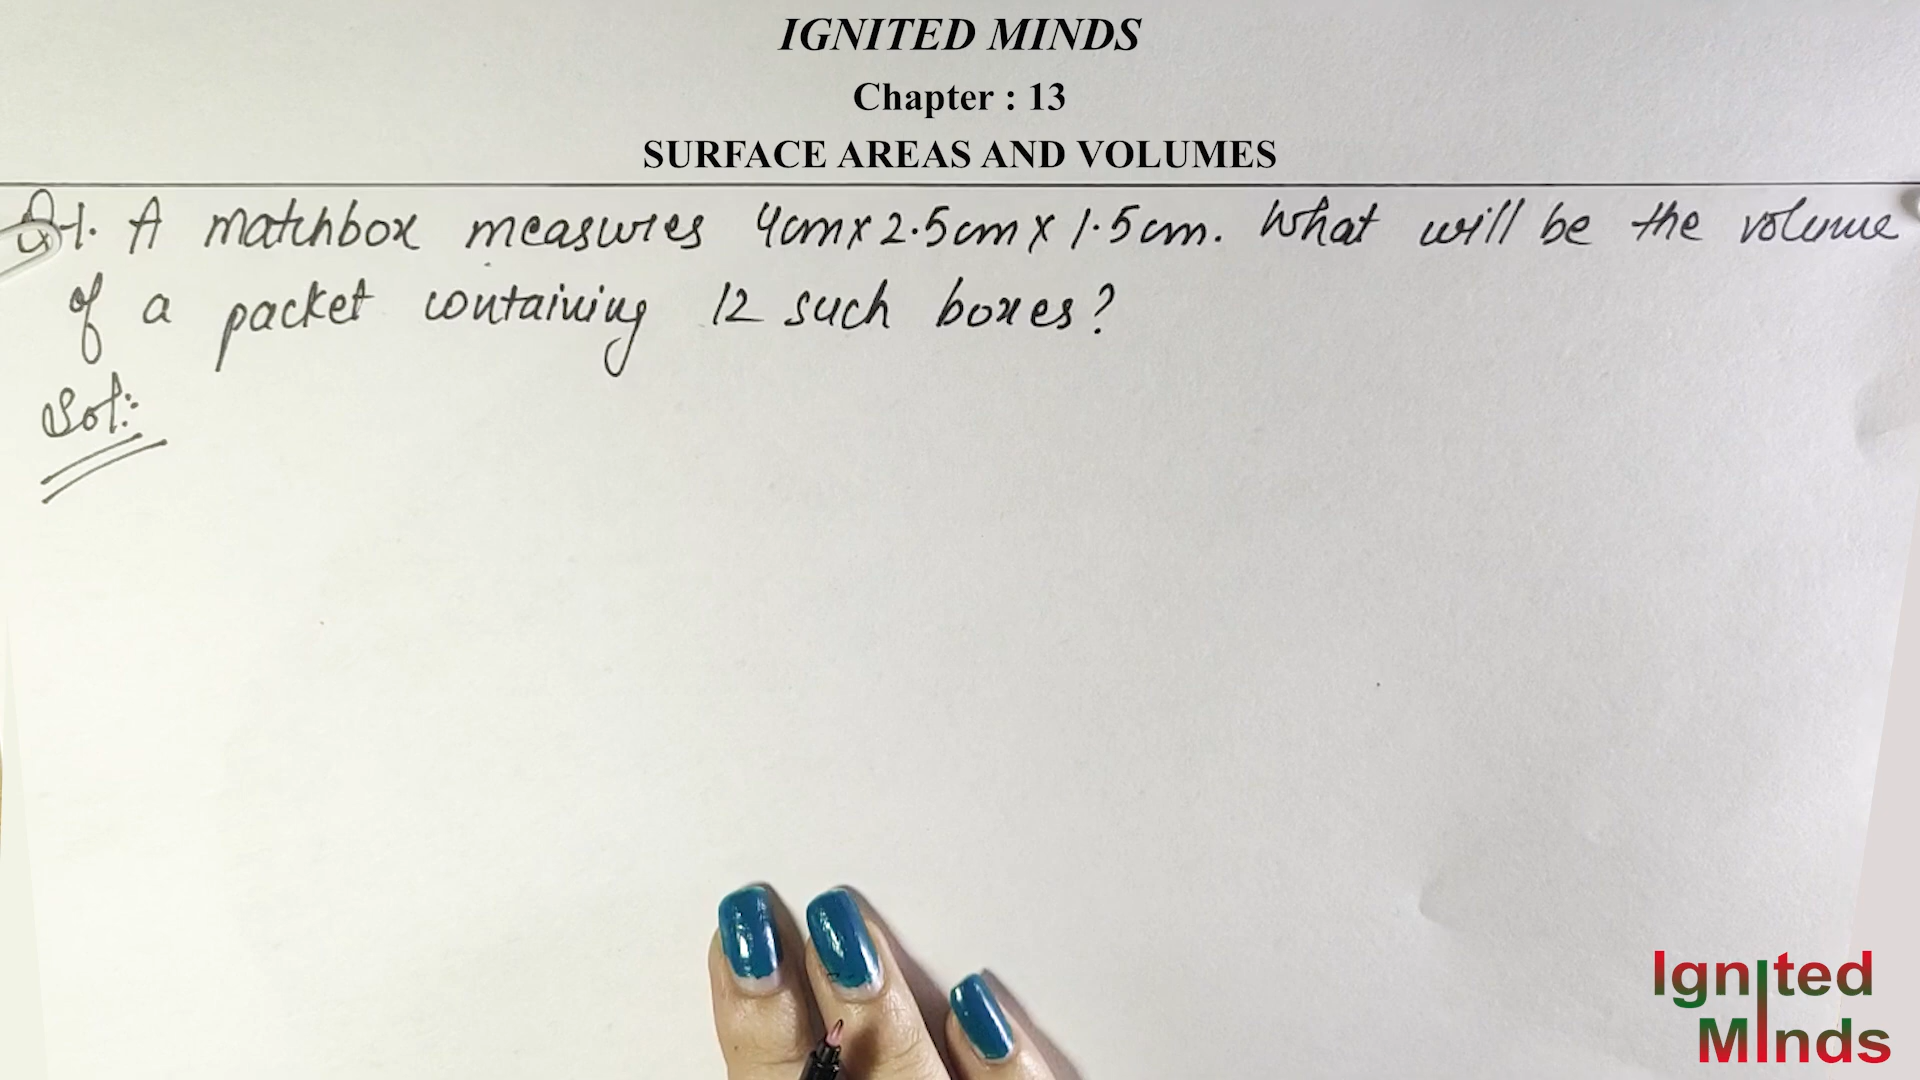 IGNITED MINDS
Chapter : 13
SURFACE AREAS AND VOLUMES
Q.1. A matchbox measures 4cm x 2.5cm x 1.5cm. What will be the volume
of a packet containing 12 such boxes?
Sol:
Ignited
Minds